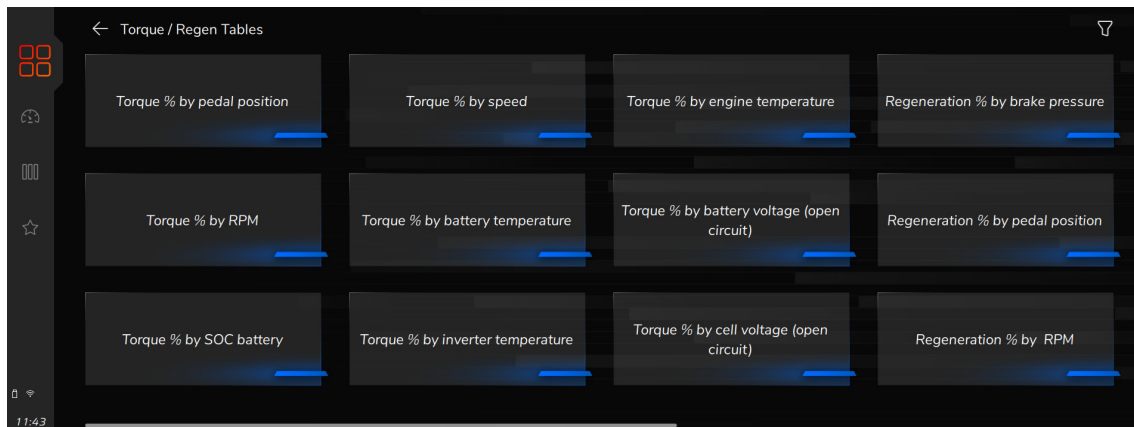 Torque / Regen Tables
Torque % by pedal position
Torque % by speed
Torque % by engine temperature
Regeneration % by brake pressure
Torque % by RPM
Torque % by battery temperature
Torque % by battery voltage (open
circuit)
Regeneration % by pedal position
Torque % by SOC battery
Torque % by inverter temperature
Torque % by cell voltage (open
circuit)
Regeneration % by RPM
11:43